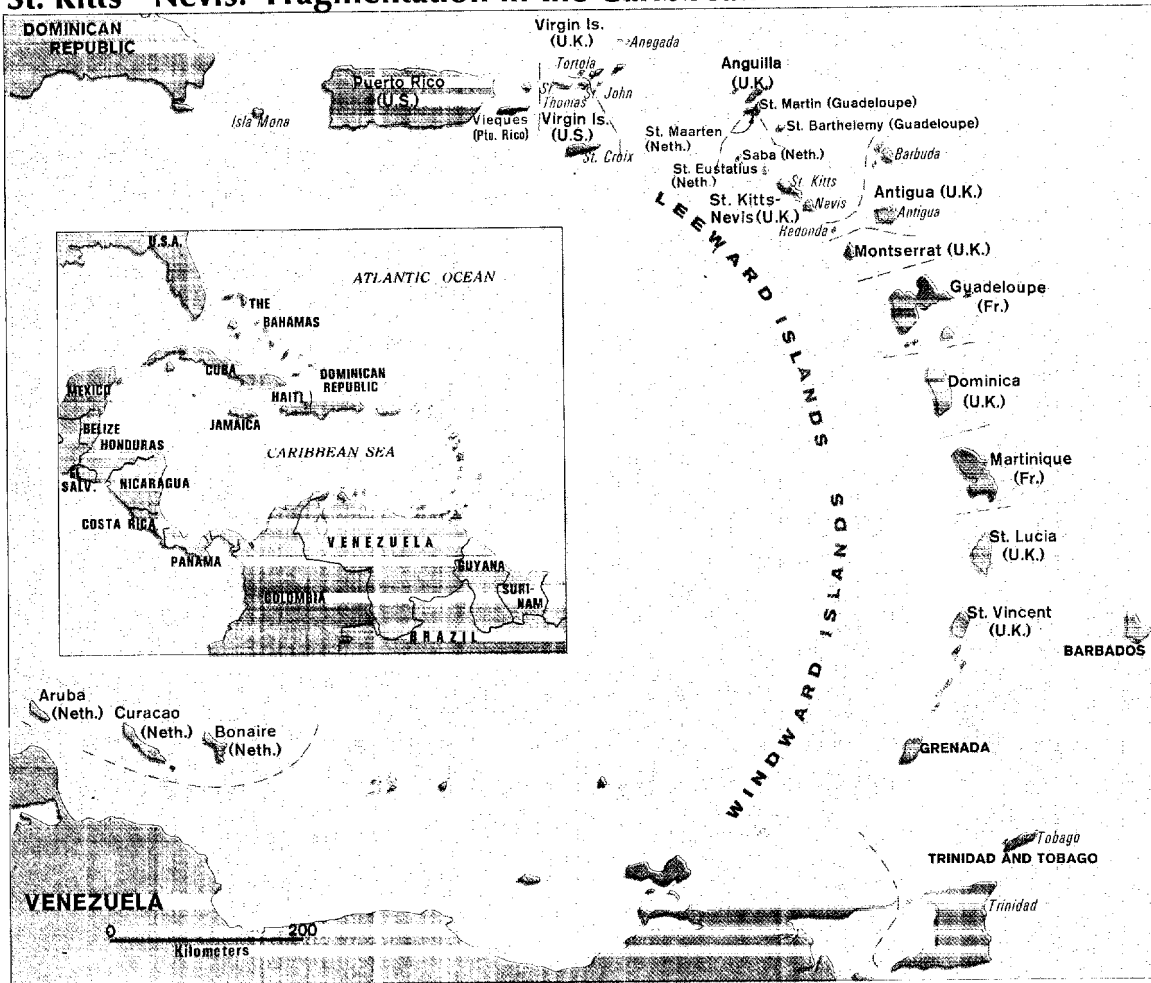 St. Kitts - Nevis: Fragmentation in the
DOMINICAN
REPUBLIC
Isla Mona
Puerto Rico
(U.S.)
Vieques
(Pto. Rico)
Virgin Is.
(U.K.)
Anegada
Tortola
St.
Thomas
St. John
Virgin Is.
(U.S.)
St. Croix
Anguilla
(U.K.)
St. Martin (Guadeloupe)
St. Barthelemy (Guadeloupe)
St. Maarten
(Neth.)
Saba (Neth.)
St. Eustatius
(Neth.)
St. Kitts
St. Kitts-
Nevis (U.K.)
Nevis
Redonda
Barbuda
Antigua (U.K.)
Antigua
Montserrat (U.K.)
Guadeloupe
(Fr.)
Dominica
(U.K.)
Martinique
(Fr.)
St. Lucia
(U.K.)
St. Vincent
(U.K.)
BARBADOS
GRENADA
Tobago
TRINIDAD AND TOBAGO
Trinidad
LEEWARD ISLANDS
WINDWARD ISLANDS
U.S.A.
ATLANTIC OCEAN
THE
BAHAMAS
CUBA
DOMINICAN
REPUBLIC
HAITI
MEXICO
JAMAICA
BELIZE
HONDURAS
CARIBBEAN SEA
EL
SALV.
NICARAGUA
COSTA RICA
PANAMA
VENEZUELA
GUYANA
SURI-
NAM
COLOMBIA
BRAZIL
Aruba
(Neth.)
Curacao
(Neth.)
Bonaire
(Neth.)
VENEZUELA
0 200
Kilometers